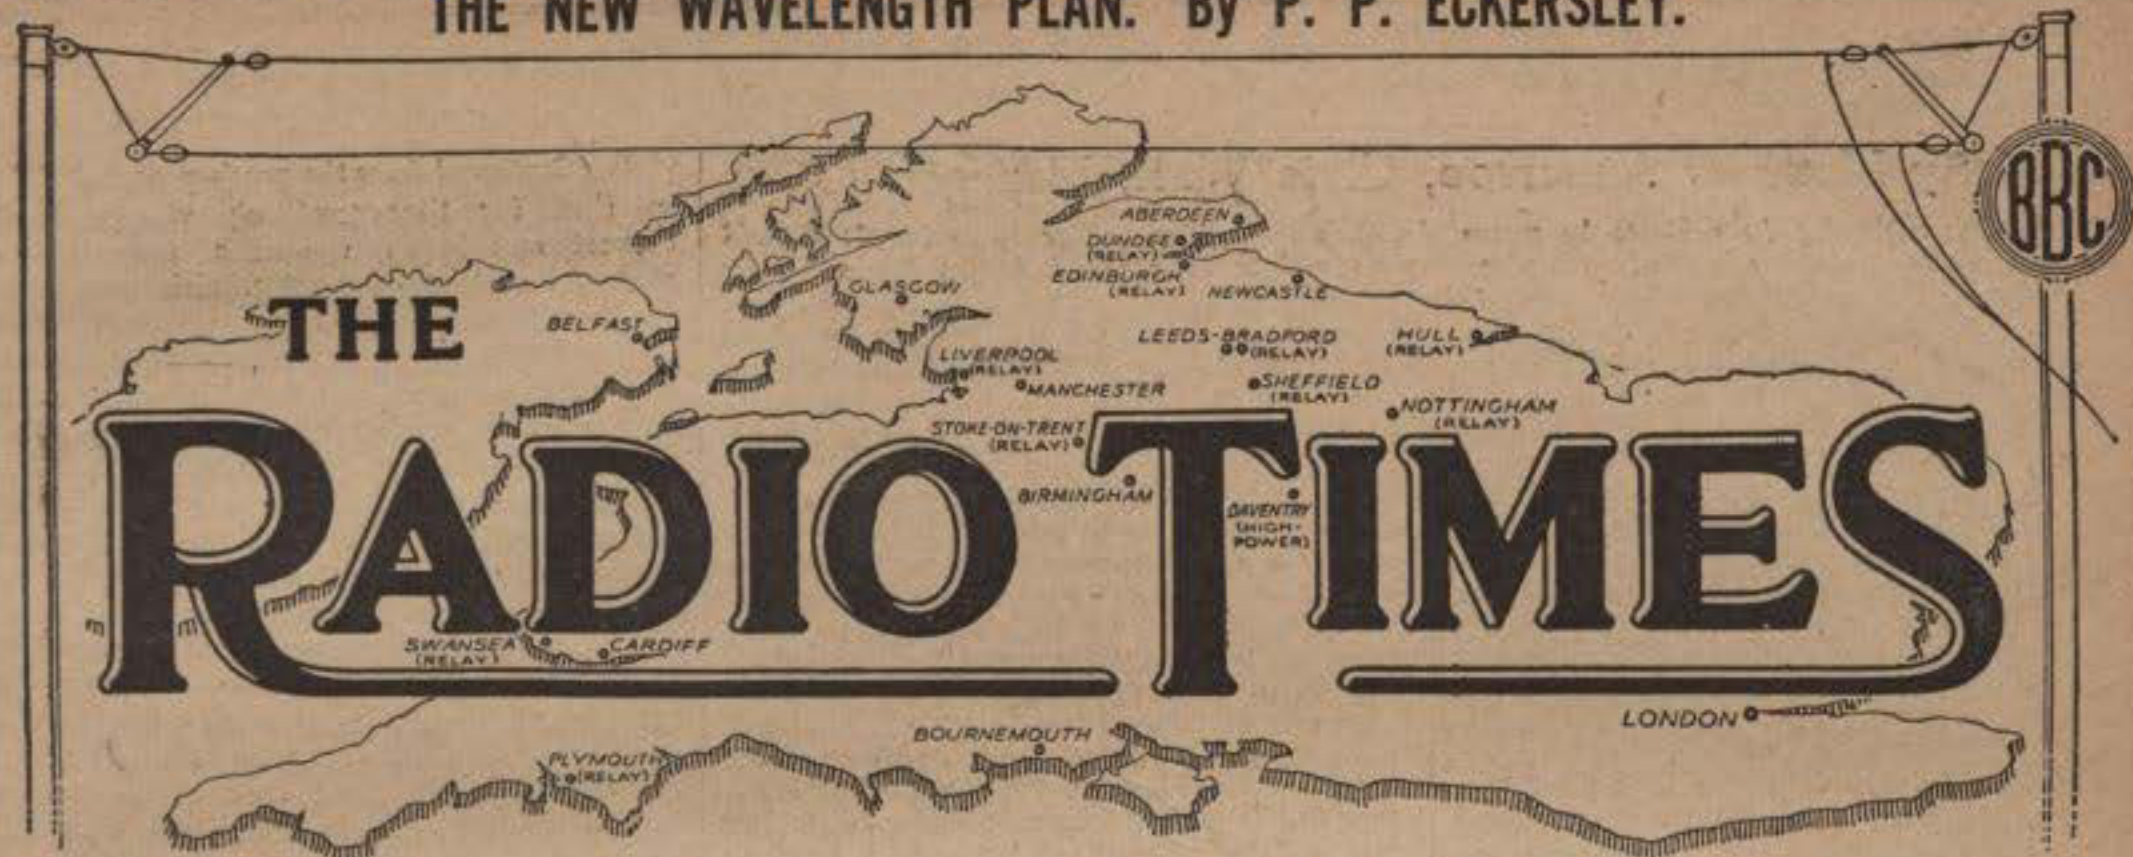 THE NEW WAVELENGTH PLAN. By P. P. ECKERSLEY.
BBC
ABERDEEN
DUNDEE
(RELAY)
EDINBURGH
(RELAY)
NEWCASTLE
GLASGOW
THE
BELFAST
LEEDS-BRADFORD
(RELAY)
HULL
(RELAY)
LIVERPOOL
(RELAY)
MANCHESTER
SHEFFIELD
(RELAY)
NOTTINGHAM
(RELAY)
STOKE-ON-TRENT
(RELAY)
BIRMINGHAM
DAVENTRY
(HIGH-
POWER)
RADIO TIMES
SWANSEA
(RELAY)
CARDIFF
LONDON
BOURNEMOUTH
PLYMOUTH
(RELAY)